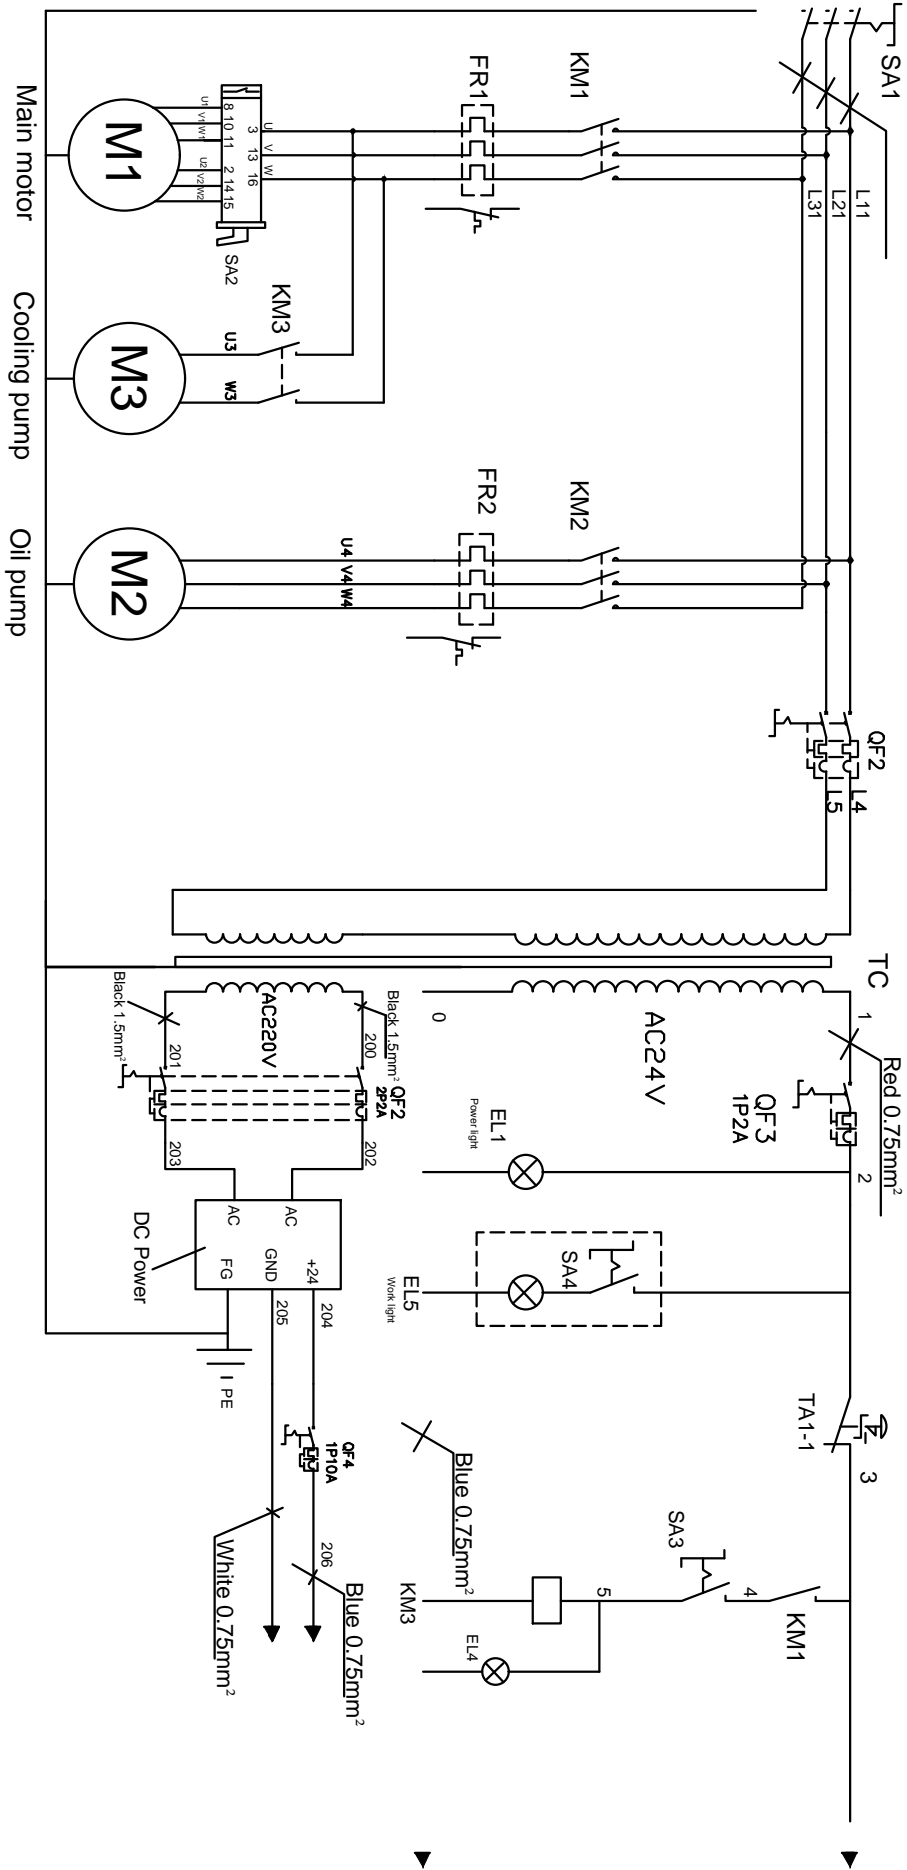 SA1
L11
L21
L31
KM1
FR1
U
V
W
3
13
16
8
10
11
2
14
15
U1
V1
W1
U2
V2
W2
SA2
M1
Main motor
KM3
U3
W3
M3
Cooling pump
KM2
FR2
U4 V4 W4
M2
Oil pump
QF2
L4
L5
TC
1
Red 0.75mm²
QF3
1P2A
2
AC24V
0
EL1
Power light
SA4
EL5
Work light
TA1-1
3
Blue 0.75mm²
SA3
4
KM1
5
KM3
EL4
Black 1.5mm²
200
AC220V
201
Black 1.5mm²
QF2
2P2A
202
203
AC
AC
+24
GND
FG
DC Power
204
205
PE
QF4
1P10A
206
Blue 0.75mm²
White 0.75mm²